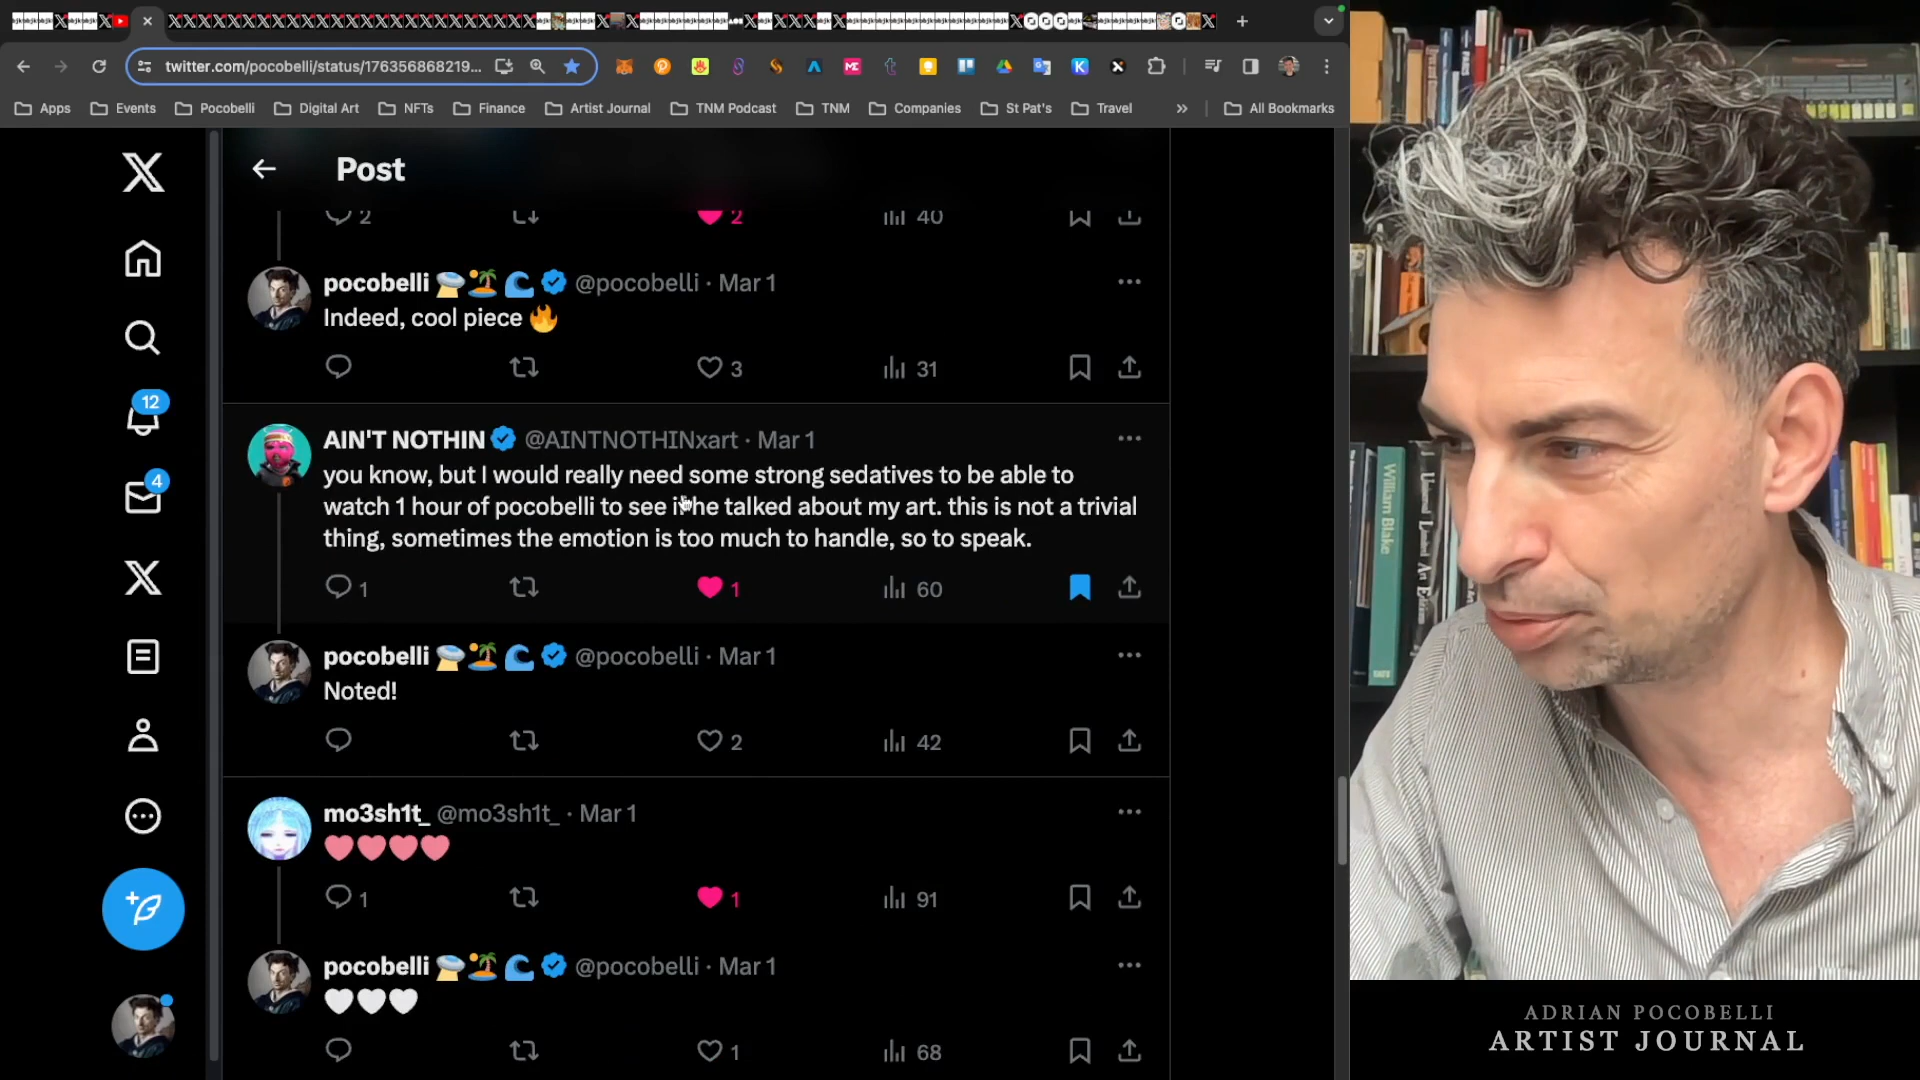 twitter.com/pocobelli/status/176356868219...
Apps
Events
Pocobelli
Digital Art
NFTs
Finance
Artist Journal
TNM Podcast
TNM
Companies
St Pat's
Travel
»
All Bookmarks
Post
2
2
40
pocobelli @pocobelli · Mar 1
Indeed, cool piece 🔥
3
31
AIN'T NOTHIN @AINTNOTHINxart · Mar 1
you know, but I would really need some strong sedatives to be able to
watch 1 hour of pocobelli to see he talked about my art. this is not a trivial
thing, sometimes the emotion is too much to handle, so to speak.
1
1
60
pocobelli @pocobelli · Mar 1
Noted!
2
42
mo3sh1t_ @mo3sh1t_ · Mar 1
1
1
91
pocobelli @pocobelli · Mar 1
1
68
12
4
William Blake
ADRIAN POCOBELLI
ARTIST JOURNAL